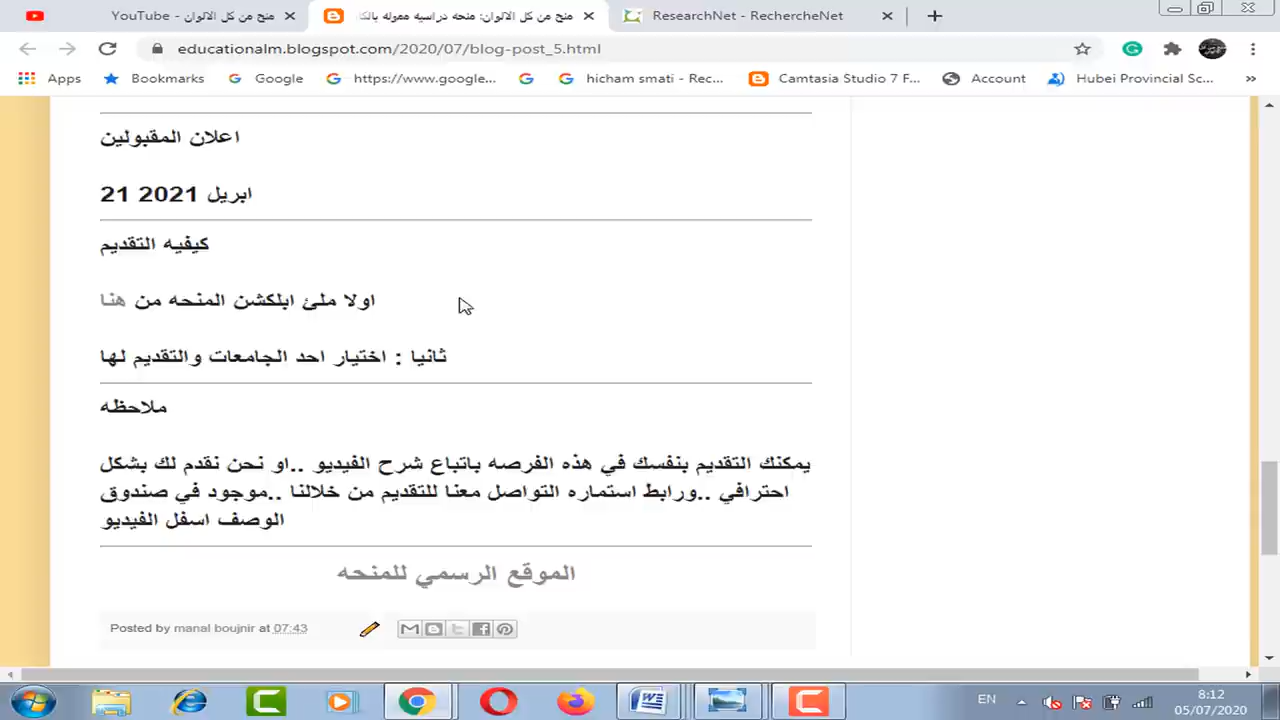 منح من كل الالوان - YouTube
منح من كل الالوان: منحه دراسيه مموله بالكا
ResearchNet - RechercheNet
educationalm.blogspot.com/2020/07/blog-post_5.html
Apps
Bookmarks
Google
https://www.google...
hicham smati - Rec...
Camtasia Studio 7 F...
Account
Hubei Provincial Sc...
»
اعلان المقبولين
21 ابريل 2021
كيفيه التقديم
اولا ملئ ابلكشن المنحه من هنا
ثانيا : اختيار احد الجامعات والتقديم لها
ملاحظه
يمكنك التقديم بنفسك في هذه الفرصه باتباع شرح الفيديو ..او نحن نقدم لك بشكل
احترافي ..ورابط استماره التواصل معنا للتقديم من خلالنا ..موجود في صندوق
الوصف اسفل الفيديو
الموقع الرسمي للمنحه
Posted by manal boujnir at 07:43
EN
8:12
05/07/2020